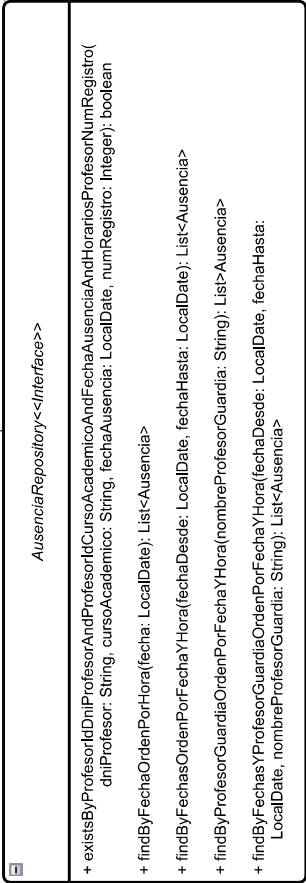 AusenciaRepository<<Interface>>
+ existsByProfesorIdDniProfesorAndProfesorIdCursoAcademicoAndFechaAusenciaAndHorariosProfesorNumRegistro(
dniProfesor: String, cursoAcademico: String, fechaAusencia: LocalDate, numRegistro: Integer): boolean
+ findByFechaOrdenPorHora(fecha: LocalDate): List<Ausencia>
+ findByFechasOrdenPorFechaYHora(fechaDesde: LocalDate, fechaHasta: LocalDate): List<Ausencia>
+ findByProfesorGuardiaOrdenPorFechaYHora(nombreProfesorGuardia: String): List>Ausencia>
+ findByFechasYProfesorGuardiaOrdenPorFechaYHora(fechaDesde: LocalDate, fechaHasta:
LocalDate, nombreProfesorGuardia: String): List<Ausencia>